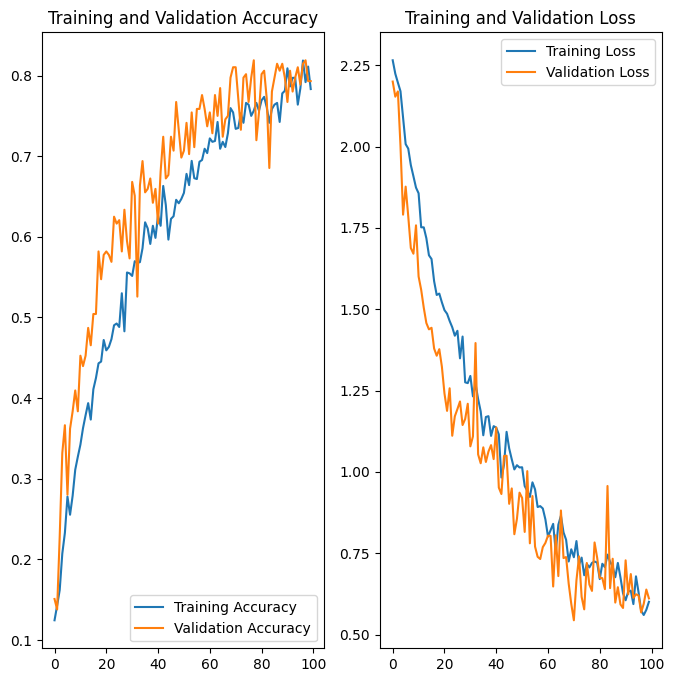 Training and Validation Accuracy
0.8
0.7
0.6
0.5
0.4
0.3
0.2
0.1
0 20 40 60 80 100
Training Accuracy
Validation Accuracy
Training and Validation Loss
Training Loss
Validation Loss
2.25
2.00
1.75
1.50
1.25
1.00
0.75
0.50
0 20 40 60 80 100